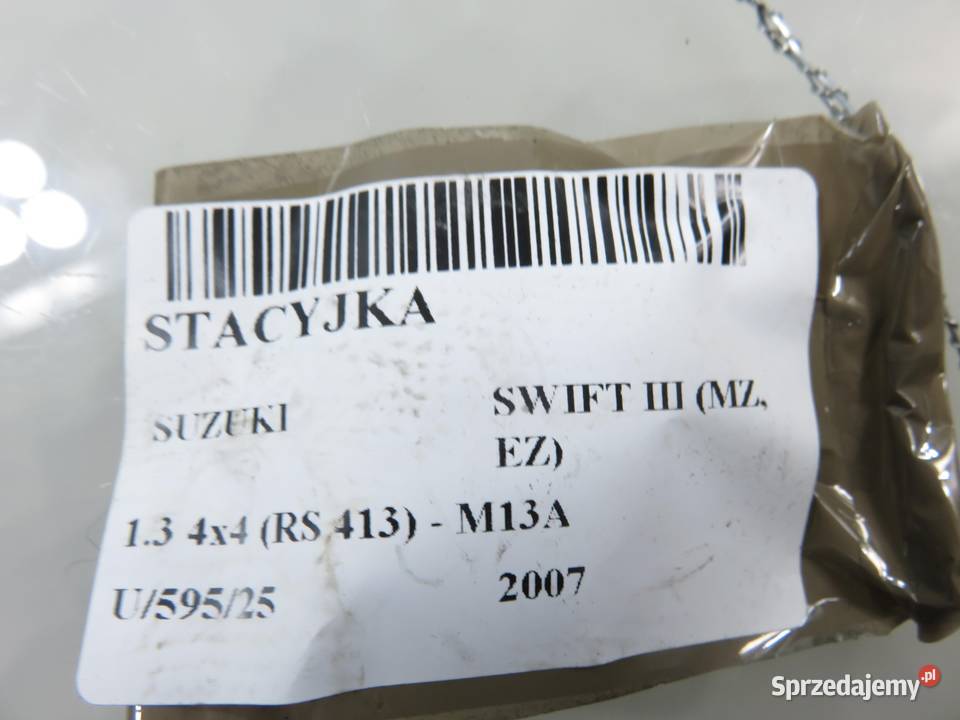 STACYJKA
SUZUKI SWIFT III (MZ,
EZ)
1.3 4x4 (RS 413) - M13A
U/595/25 2007
Sprzedajemy.pl